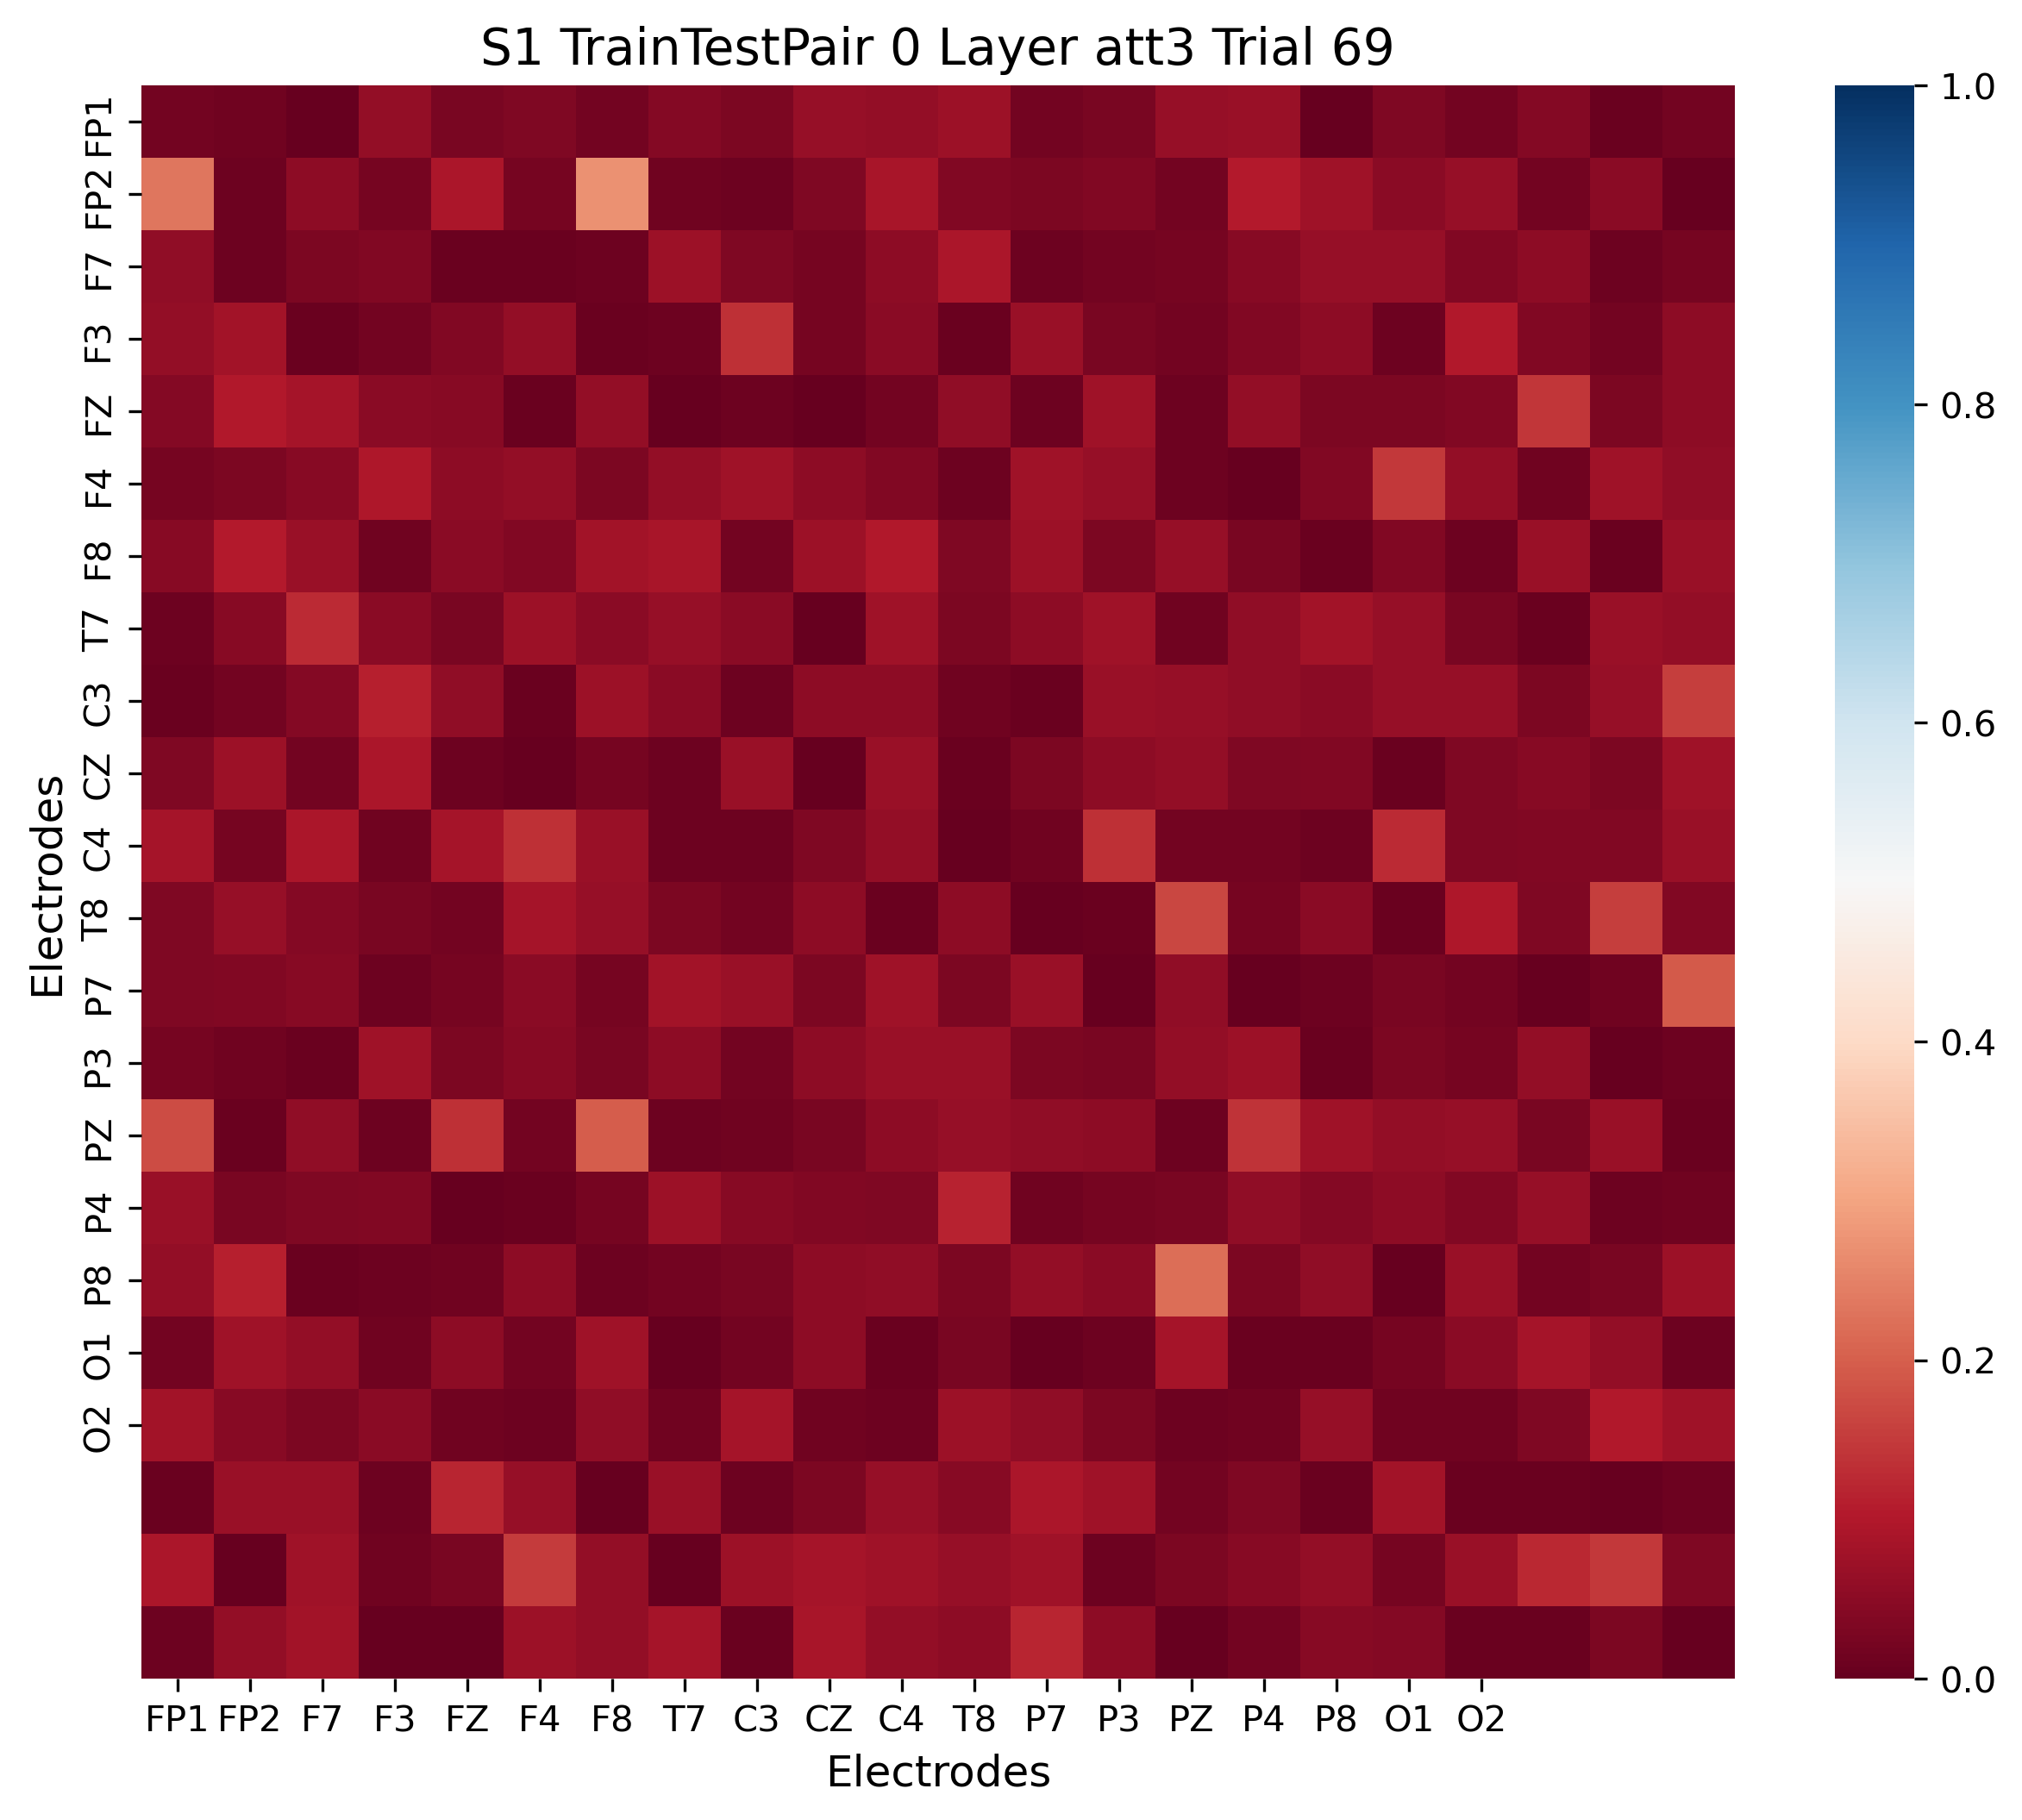 S1 TrainTestPair 0 Layer att3 Trial 69
FP1
FP2
F7
F3
FZ
F4
F8
T7
C3
CZ
C4
T8
P7
P3
PZ
P4
P8
O1
O2
Electrodes
FP1 FP2 F7 F3 FZ F4 F8 T7 C3 CZ C4 T8 P7 P3 PZ P4 P8 O1 O2
Electrodes
1.0
0.8
0.6
0.4
0.2
0.0